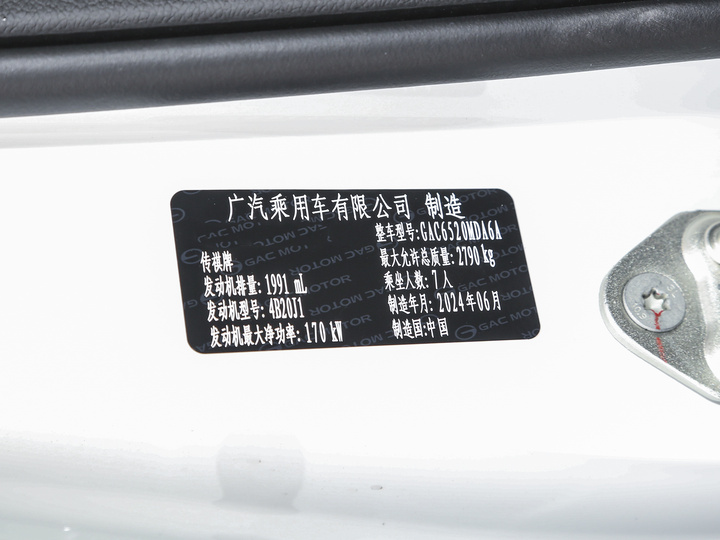 广汽乘用车有限公司 制造
整车型号:GAC6520MDA6A
传祺牌
最大允许总质量:2790 kg
发动机排量:1991 mL
乘坐人数:7人
发动机型号:4B20J1
制造年月:2024年06月
发动机最大净功率:170 kW
制造国:中国
GAC MOTOR